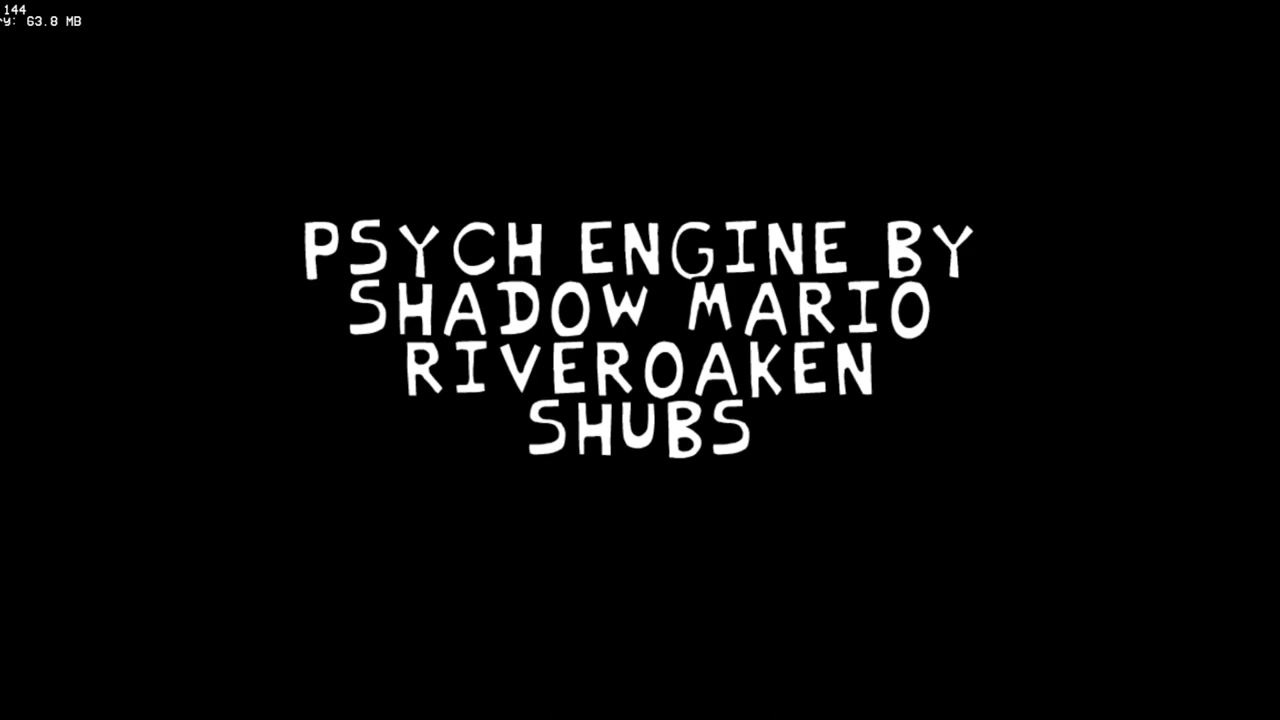 144
y: 63.8 MB
PSYCH ENGINE BY
SHADOW MARIO
RIVEROAKEN
SHUBS